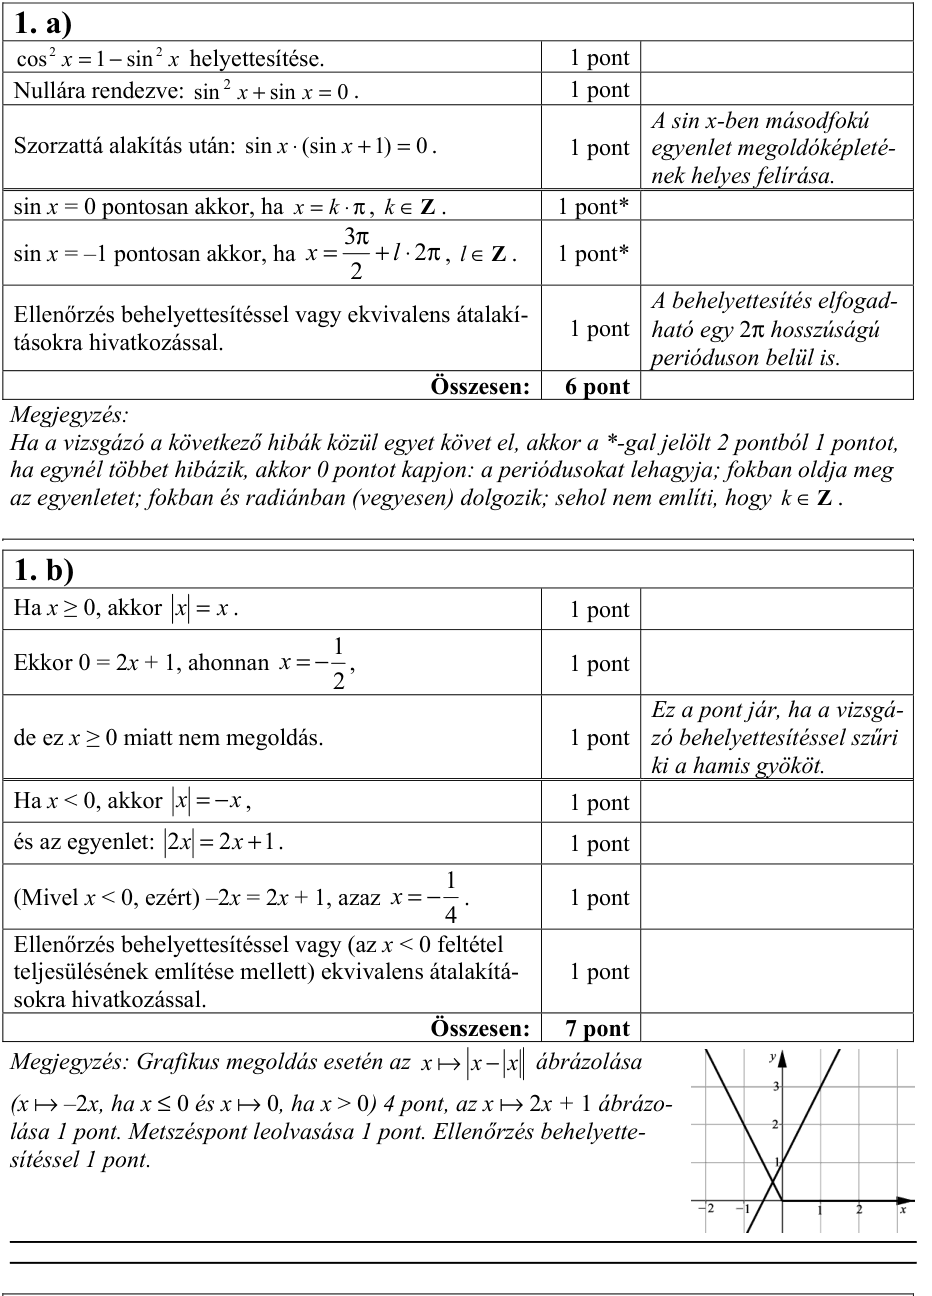 1. a)
cos² x = 1 − sin² x helyettesítése. 1 pont
Nullára rendezve: sin² x + sin x = 0 . 1 pont
Szorzattá alakítás után: sin x · (sin x + 1) = 0 . 1 pont
A sin x-ben másodfokú
egyenlet megoldóképleté-
nek helyes felírása.
sin x = 0 pontosan akkor, ha x = k · π , k ∈ Z . 1 pont*
sin x = –1 pontosan akkor, ha x = 3π/2 + l · 2π , l ∈ Z . 1 pont*
Ellenőrzés behelyettesítéssel vagy ekvivalens átalakí-
tásokra hivatkozással.
1 pont
A behelyettesítés elfogad-
ható egy 2π hosszúságú
perióduson belül is.
Összesen: 6 pont
Megjegyzés:
Ha a vizsgázó a következő hibák közül egyet követ el, akkor a *-gal jelölt 2 pontból 1 pontot,
ha egynél többet hibázik, akkor 0 pontot kapjon: a periódusokat lehagyja; fokban oldja meg
az egyenletet; fokban és radiánban (vegyesen) dolgozik; sehol nem említi, hogy k ∈ Z .
1. b)
Ha x ≥ 0, akkor |x| = x . 1 pont
Ekkor 0 = 2x + 1, ahonnan x = −1/2 , 1 pont
de ez x ≥ 0 miatt nem megoldás. 1 pont
Ez a pont jár, ha a vizsgá-
zó behelyettesítéssel szűri
ki a hamis gyököt.
Ha x < 0, akkor |x| = −x , 1 pont
és az egyenlet: |2x| = 2x + 1 . 1 pont
(Mivel x < 0, ezért) –2x = 2x + 1, azaz x = −1/4 . 1 pont
Ellenőrzés behelyettesítéssel vagy (az x < 0 feltétel
teljesülésének említése mellett) ekvivalens átalakítá-
sokra hivatkozással.
1 pont
Összesen: 7 pont
Megjegyzés: Grafikus megoldás esetén az x ↦ |x − |x|| ábrázolása
(x ↦ –2x, ha x ≤ 0 és x ↦ 0, ha x > 0) 4 pont, az x ↦ 2x + 1 ábrázo-
lása 1 pont. Metszéspont leolvasása 1 pont. Ellenőrzés behelyette-
sítéssel 1 pont.
y
3
2
1
−2 −1 1 2 x